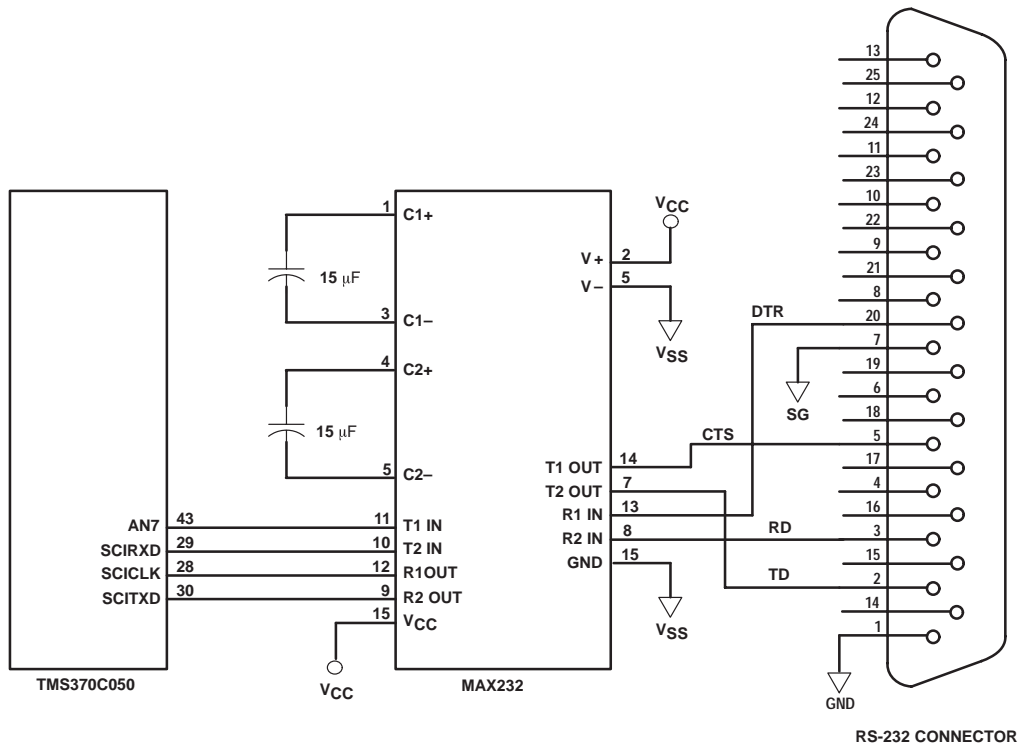 TMS370C050
AN7 43
SCIRXD 29
SCICLK 28
SCITXD 30
15 μF
15 μF
1 C1+
3 C1−
4 C2+
5 C2−
11 T1 IN
10 T2 IN
12 R1OUT
9 R2 OUT
15 VCC
VCC
V+ 2
V− 5
VCC
VSS
T1 OUT 14
T2 OUT 7
R1 IN 13
R2 IN 8
GND 15
VSS
MAX232
DTR
SG
CTS
RD
TD
13
25
12
24
11
23
10
22
9
21
8
20
7
19
6
18
5
17
4
16
3
15
2
14
1
GND
RS-232 CONNECTOR